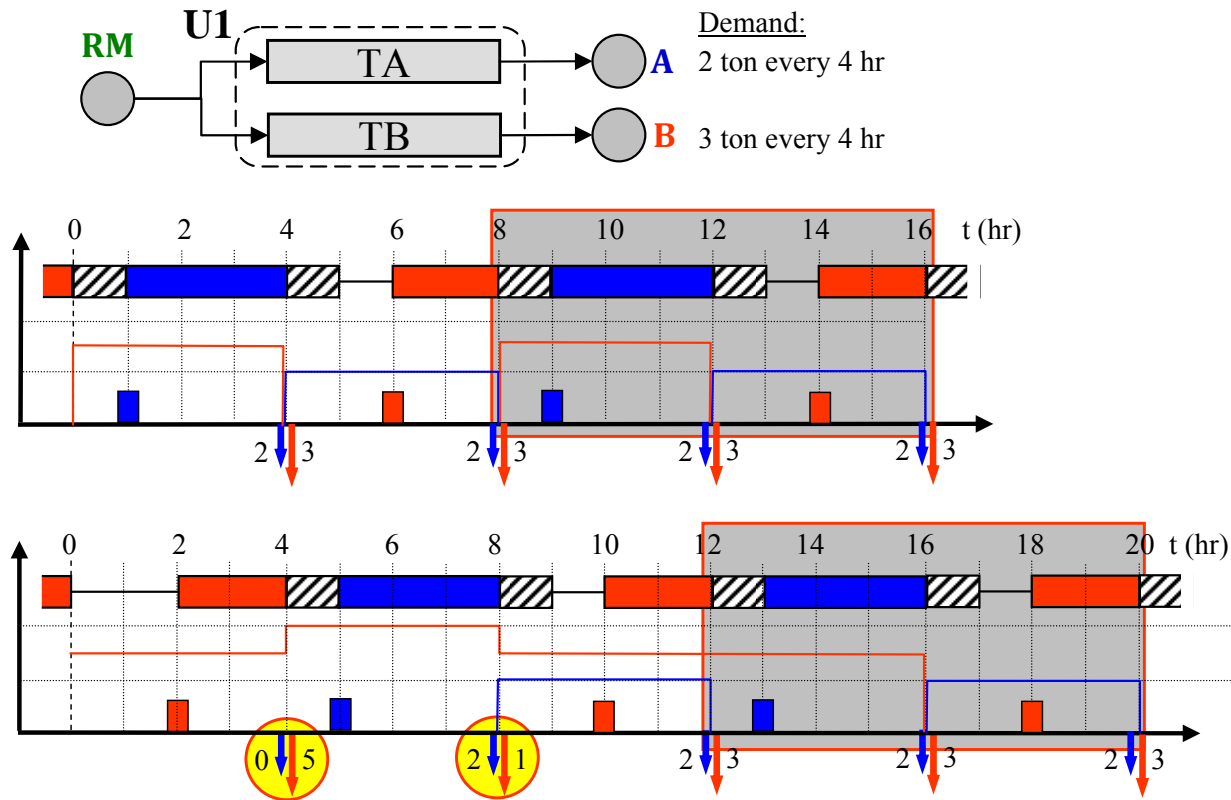 U1
Demand:
RM
TA
A
2 ton every 4 hr
TB
B
3 ton every 4 hr
0 2 4 6 8 10 12 14 16 t (hr)
2 3 2 3 2 3 2 3
0 2 4 6 8 10 12 14 16 18 20 t (hr)
0 5 2 1 2 3 2 3 2 3